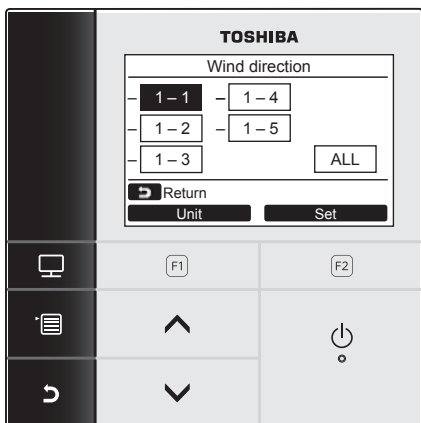 TOSHIBA
Wind direction
– 1 – 1 – 1 – 4
– 1 – 2 – 1 – 5
– 1 – 3 ALL
Return
Unit Set
F1 F2